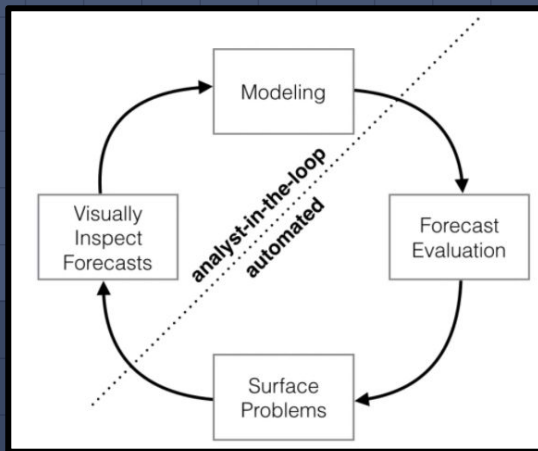 Modeling
analyst-in-the-loop
automated
Visually
Inspect
Forecasts
Forecast
Evaluation
Surface
Problems